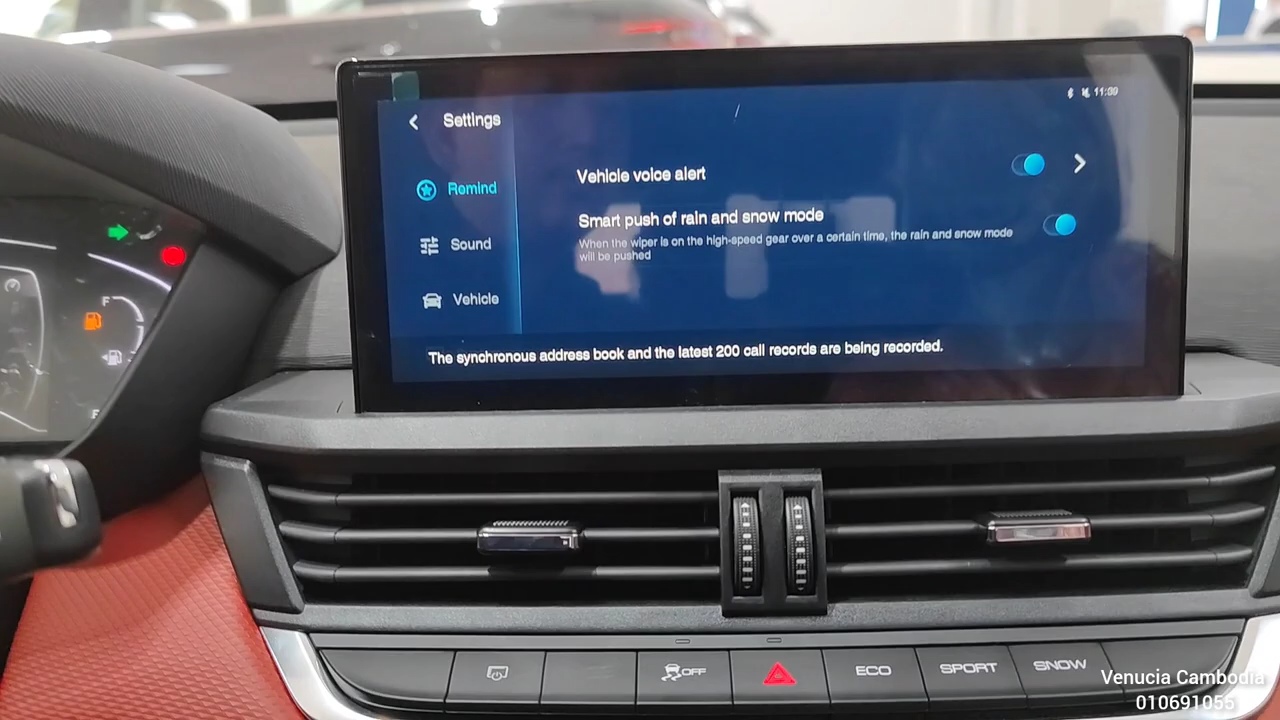 11:09
Settings
Remind
Sound
Vehicle
Vehicle voice alert
Smart push of rain and snow mode
When the wiper is on the high-speed gear over a certain time, the rain and snow mode
will be pushed
The synchronous address book and the latest 200 call records are being recorded.
F
OFF
ECO
SPORT
SNOW
Venucia Cambodia
010691055